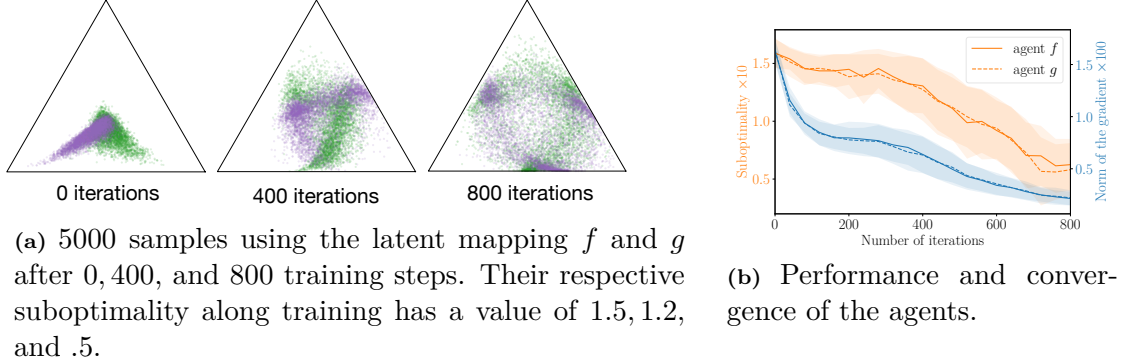 0 iterations
400 iterations
800 iterations
(a) 5000 samples using the latent mapping f and g
after 0, 400, and 800 training steps. Their respective
suboptimality along training has a value of 1.5, 1.2,
and .5.
Suboptimality ×10
1.5
1.0
0.5
agent f
agent g
1.5
1.0
0.5
Norm of the gradient ×100
0
200
400
600
800
Number of iterations
(b) Performance and conver-
gence of the agents.